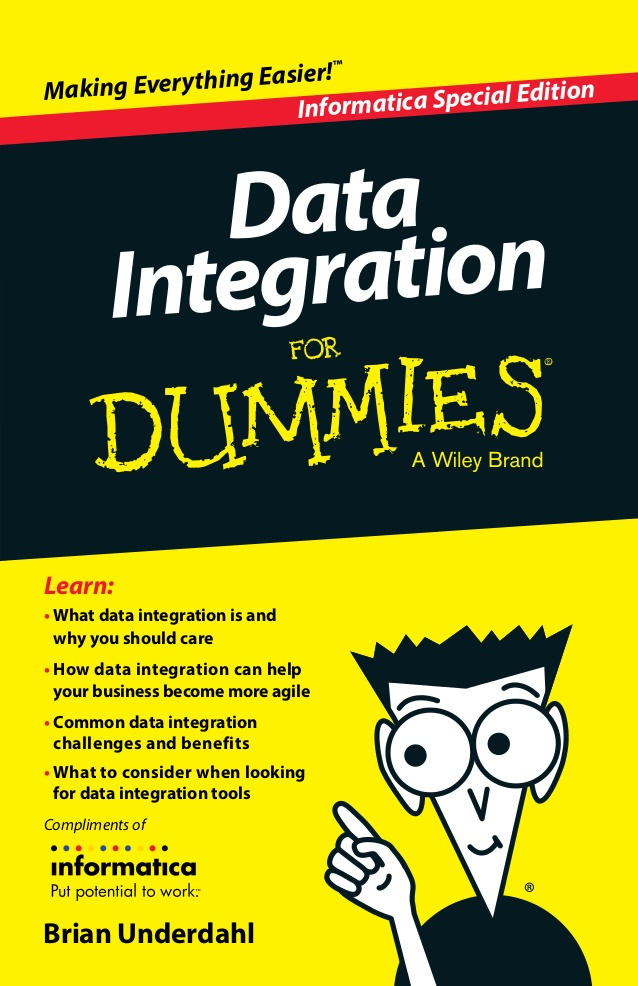 Making Everything Easier!™
Informatica Special Edition
Data
Integration
FOR
DUMMIES®
A Wiley Brand
Learn:
• What data integration is and
why you should care
• How data integration can help
your business become more agile
• Common data integration
challenges and benefits
• What to consider when looking
for data integration tools
Compliments of
informatica
Put potential to work.™
®
Brian Underdahl